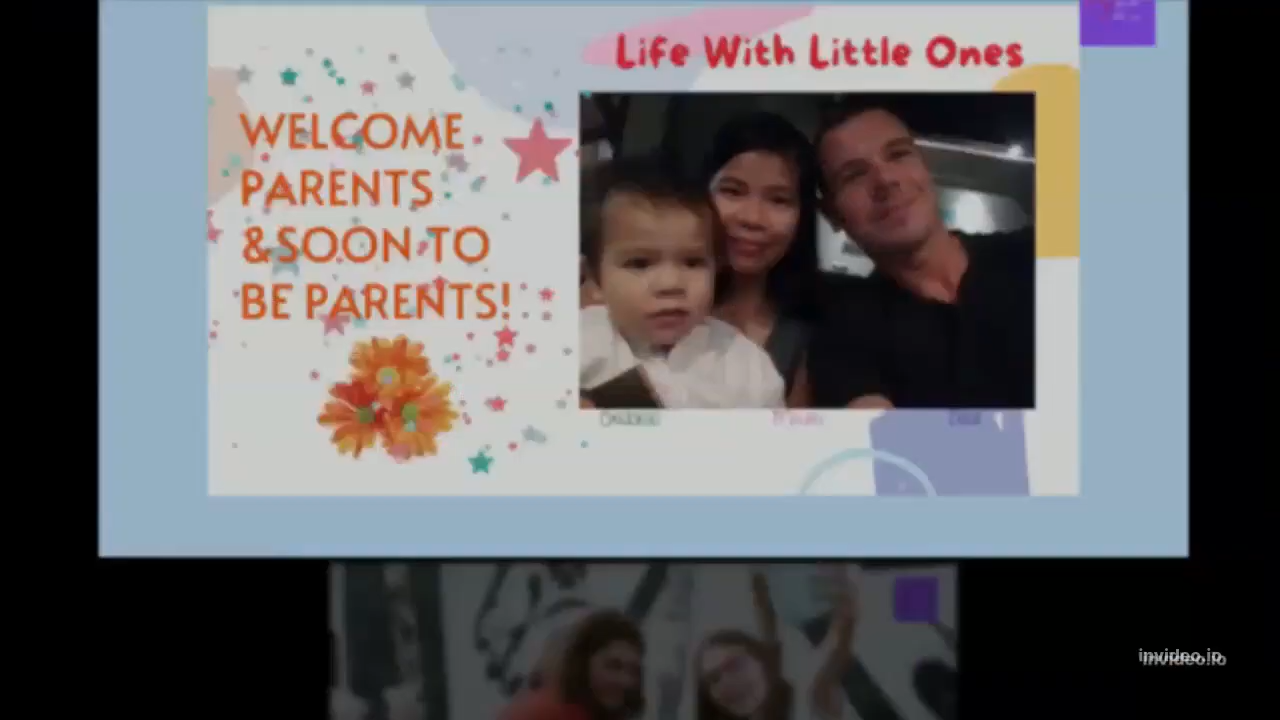 Life With Little Ones
WELCOME
PARENTS
&SOON TO
BE PARENTS!
invideo.io